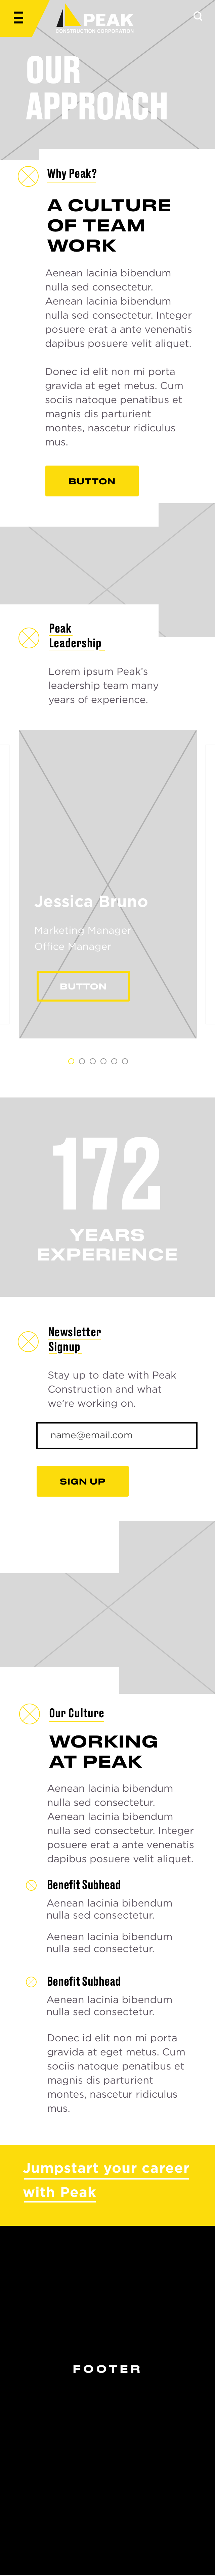 PEAK
CONSTRUCTION CORPORATION
OUR
APPROACH
Why Peak?
A CULTURE
OF TEAM
WORK
Aenean lacinia bibendum
nulla sed consectetur.
Aenean lacinia bibendum
nulla sed consectetur. Integer
posuere erat a ante venenatis
dapibus posuere velit aliquet.
Donec id elit non mi porta
gravida at eget metus. Cum
sociis natoque penatibus et
magnis dis parturient
montes, nascetur ridiculus
mus.
BUTTON
Peak
Leadership
Lorem ipsum Peak's
leadership team many
years of experience.
Jessica Bruno
Marketing Manager
Office Manager
BUTTON
172
YEARS
EXPERIENCE
Newsletter
Signup
Stay up to date with Peak
Construction and what
we're working on.
name@email.com
SIGN UP
Our Culture
WORKING
AT PEAK
Aenean lacinia bibendum
nulla sed consectetur.
Aenean lacinia bibendum
nulla sed consectetur. Integer
posuere erat a ante venenatis
dapibus posuere velit aliquet.
Benefit Subhead
Aenean lacinia bibendum
nulla sed consectetur.
Aenean lacinia bibendum
nulla sed consectetur.
Benefit Subhead
Aenean lacinia bibendum
nulla sed consectetur.
Donec id elit non mi porta
gravida at eget metus. Cum
sociis natoque penatibus et
magnis dis parturient
montes, nascetur ridiculus
mus.
Jumpstart your career
with Peak
FOOTER